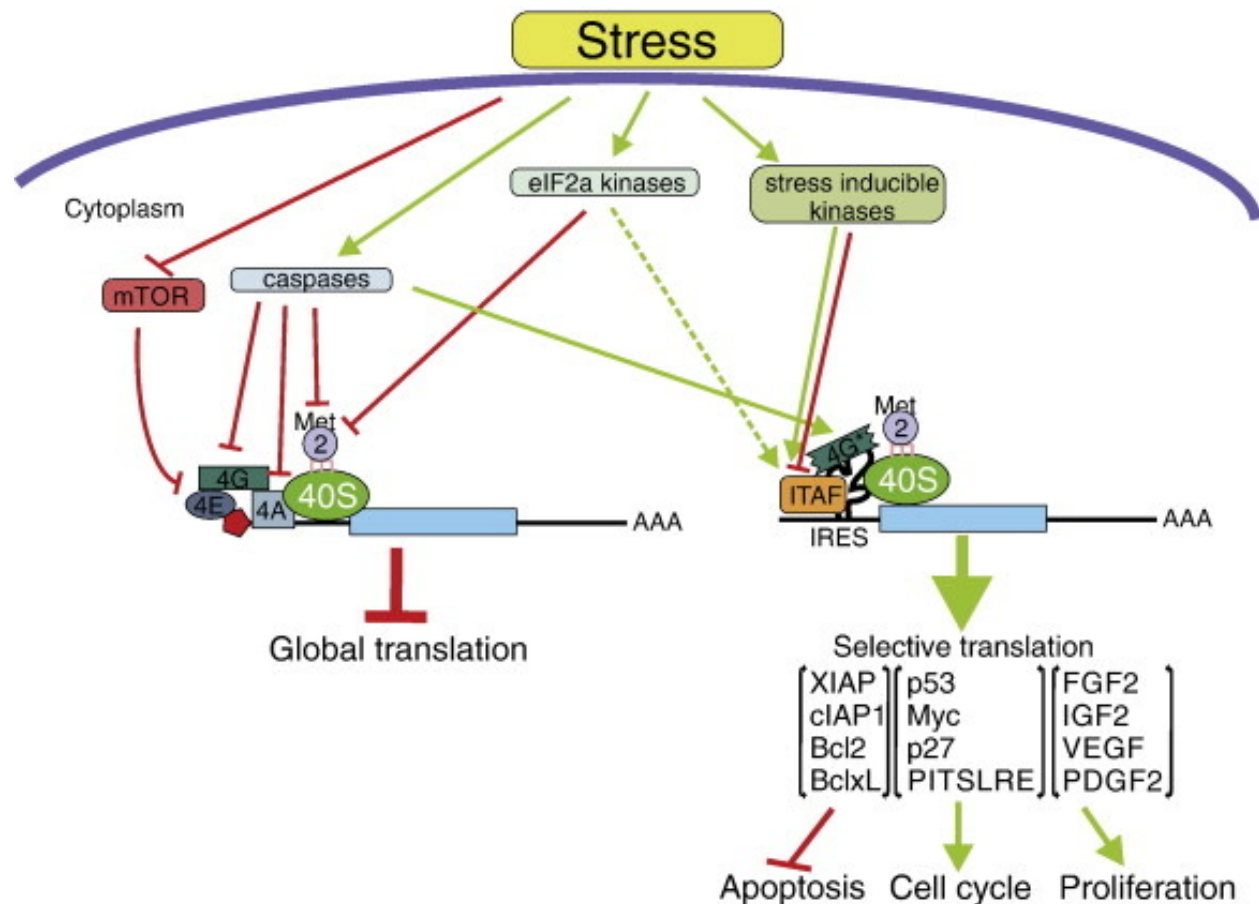 Stress
Cytoplasm
eIF2a kinases
stress inducible
kinases
mTOR
caspases
Met
2
4G
4E
4A
40S
AAA
Met
2
4G*
40S
ITAF
IRES
AAA
Global translation
Selective translation
XIAP
cIAP1
Bcl2
BclxL
p53
Myc
p27
PITSLRE
FGF2
IGF2
VEGF
PDGF2
Apoptosis
Cell cycle
Proliferation